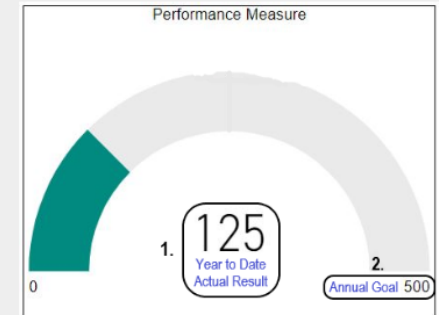 Performance Measure
1.
125
Year to Date
Actual Result
2.
0
Annual Goal 500